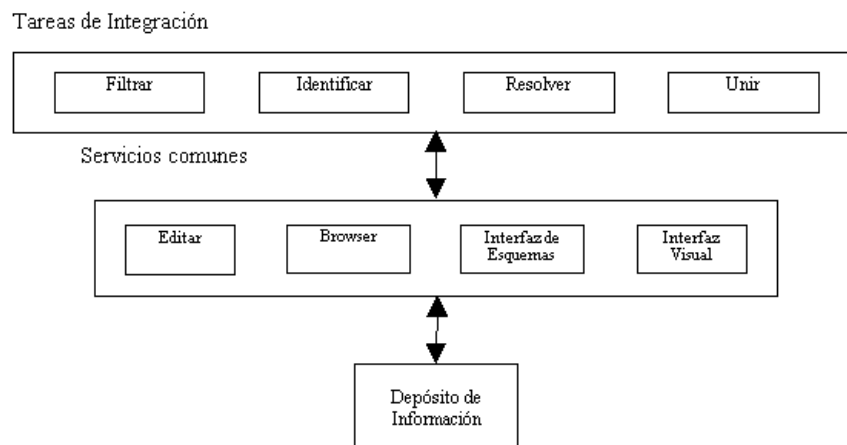 Tareas de Integración
Filtrar
Identificar
Resolver
Unir
Servicios comunes
Editar
Browser
Interfaz de
Esquemas
Interfaz
Visual
Depósito de
Información